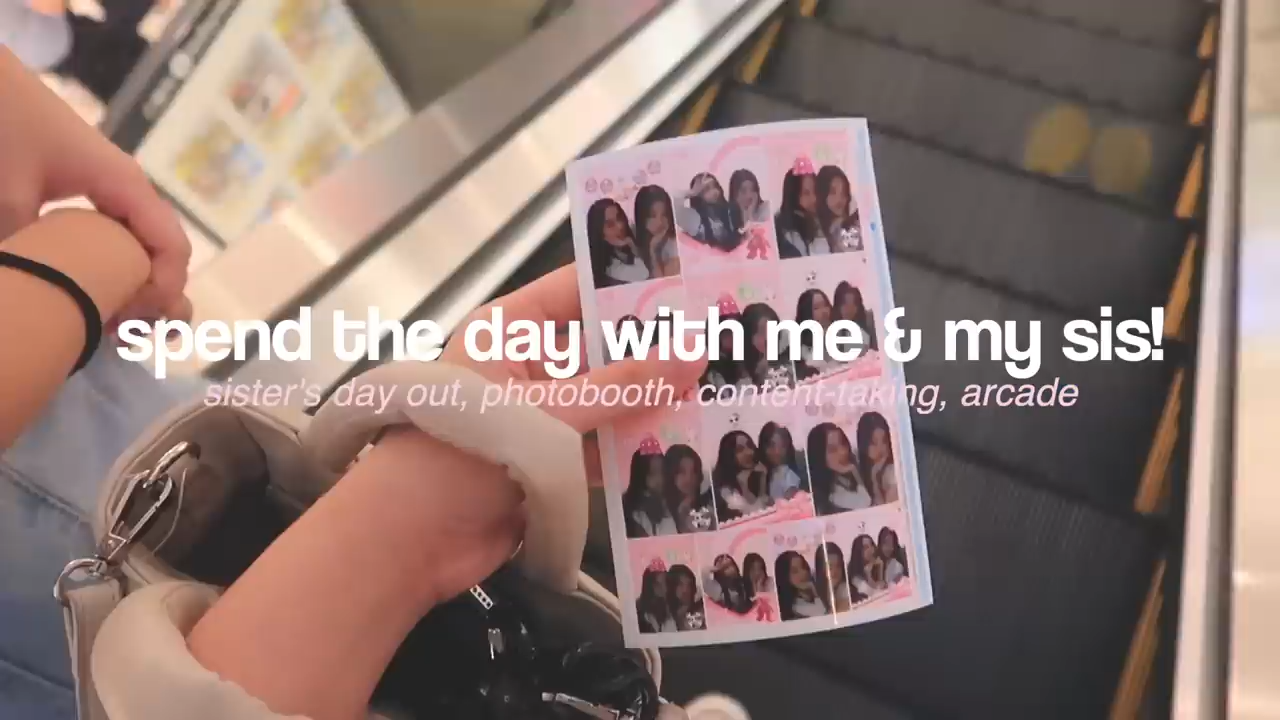 spend the day with me & my sis!
sister's day out, photobooth, content-taking, arcade